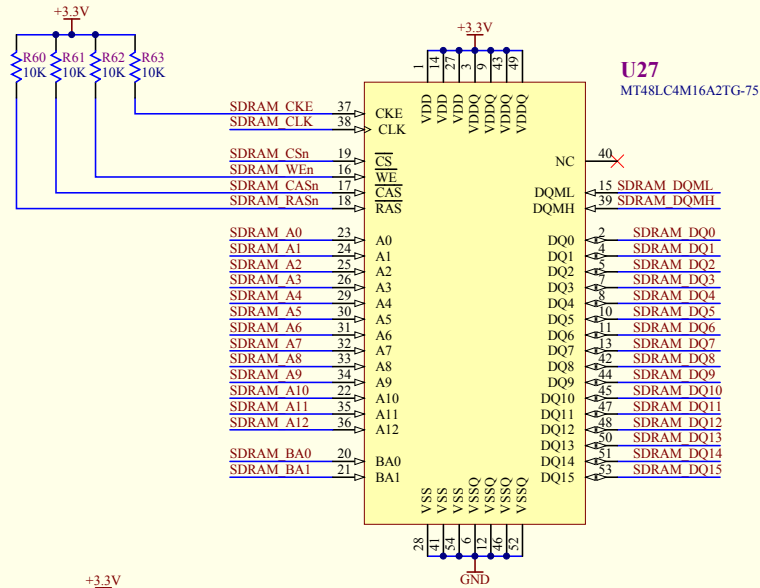 +3.3V
R60 R61 R62 R63
10K 10K 10K 10K
+3.3V
1 14 27 3 9 43 49
VDD VDD VDD VDDQ VDDQ VDDQ VDDQ
U27
MT48LC4M16A2TG-75
SDRAM_CKE 37 CKE
SDRAM_CLK 38 CLK
SDRAM_CSn 19 CS
SDRAM_WEn 16 WE
SDRAM_CASn 17 CAS
SDRAM_RASn 18 RAS
NC 40
DQML 15 SDRAM_DQML
DQMH 39 SDRAM_DQMH
SDRAM_A0 23 A0
SDRAM_A1 24 A1
SDRAM_A2 25 A2
SDRAM_A3 26 A3
SDRAM_A4 29 A4
SDRAM_A5 30 A5
SDRAM_A6 31 A6
SDRAM_A7 32 A7
SDRAM_A8 33 A8
SDRAM_A9 34 A9
SDRAM_A10 22 A10
SDRAM_A11 35 A11
SDRAM_A12 36 A12
SDRAM_BA0 20 BA0
SDRAM_BA1 21 BA1
DQ0 2 SDRAM_DQ0
DQ1 4 SDRAM_DQ1
DQ2 5 SDRAM_DQ2
DQ3 7 SDRAM_DQ3
DQ4 8 SDRAM_DQ4
DQ5 10 SDRAM_DQ5
DQ6 11 SDRAM_DQ6
DQ7 13 SDRAM_DQ7
DQ8 42 SDRAM_DQ8
DQ9 44 SDRAM_DQ9
DQ10 45 SDRAM_DQ10
DQ11 47 SDRAM_DQ11
DQ12 48 SDRAM_DQ12
DQ13 50 SDRAM_DQ13
DQ14 51 SDRAM_DQ14
DQ15 53 SDRAM_DQ15
VSS VSS VSS VSSQ VSSQ VSSQ VSSQ
28 41 54 6 12 46 52
GND
+3.3V